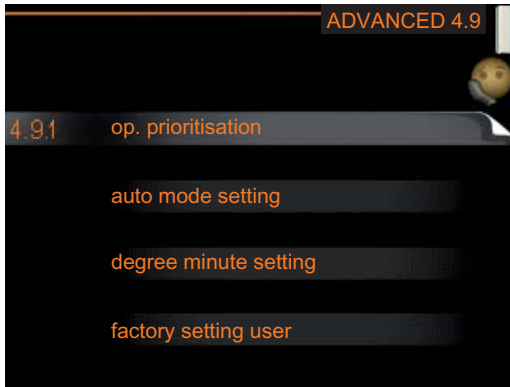 ADVANCED 4.9
4.9.1 op. prioritisation
auto mode setting
degree minute setting
factory setting user